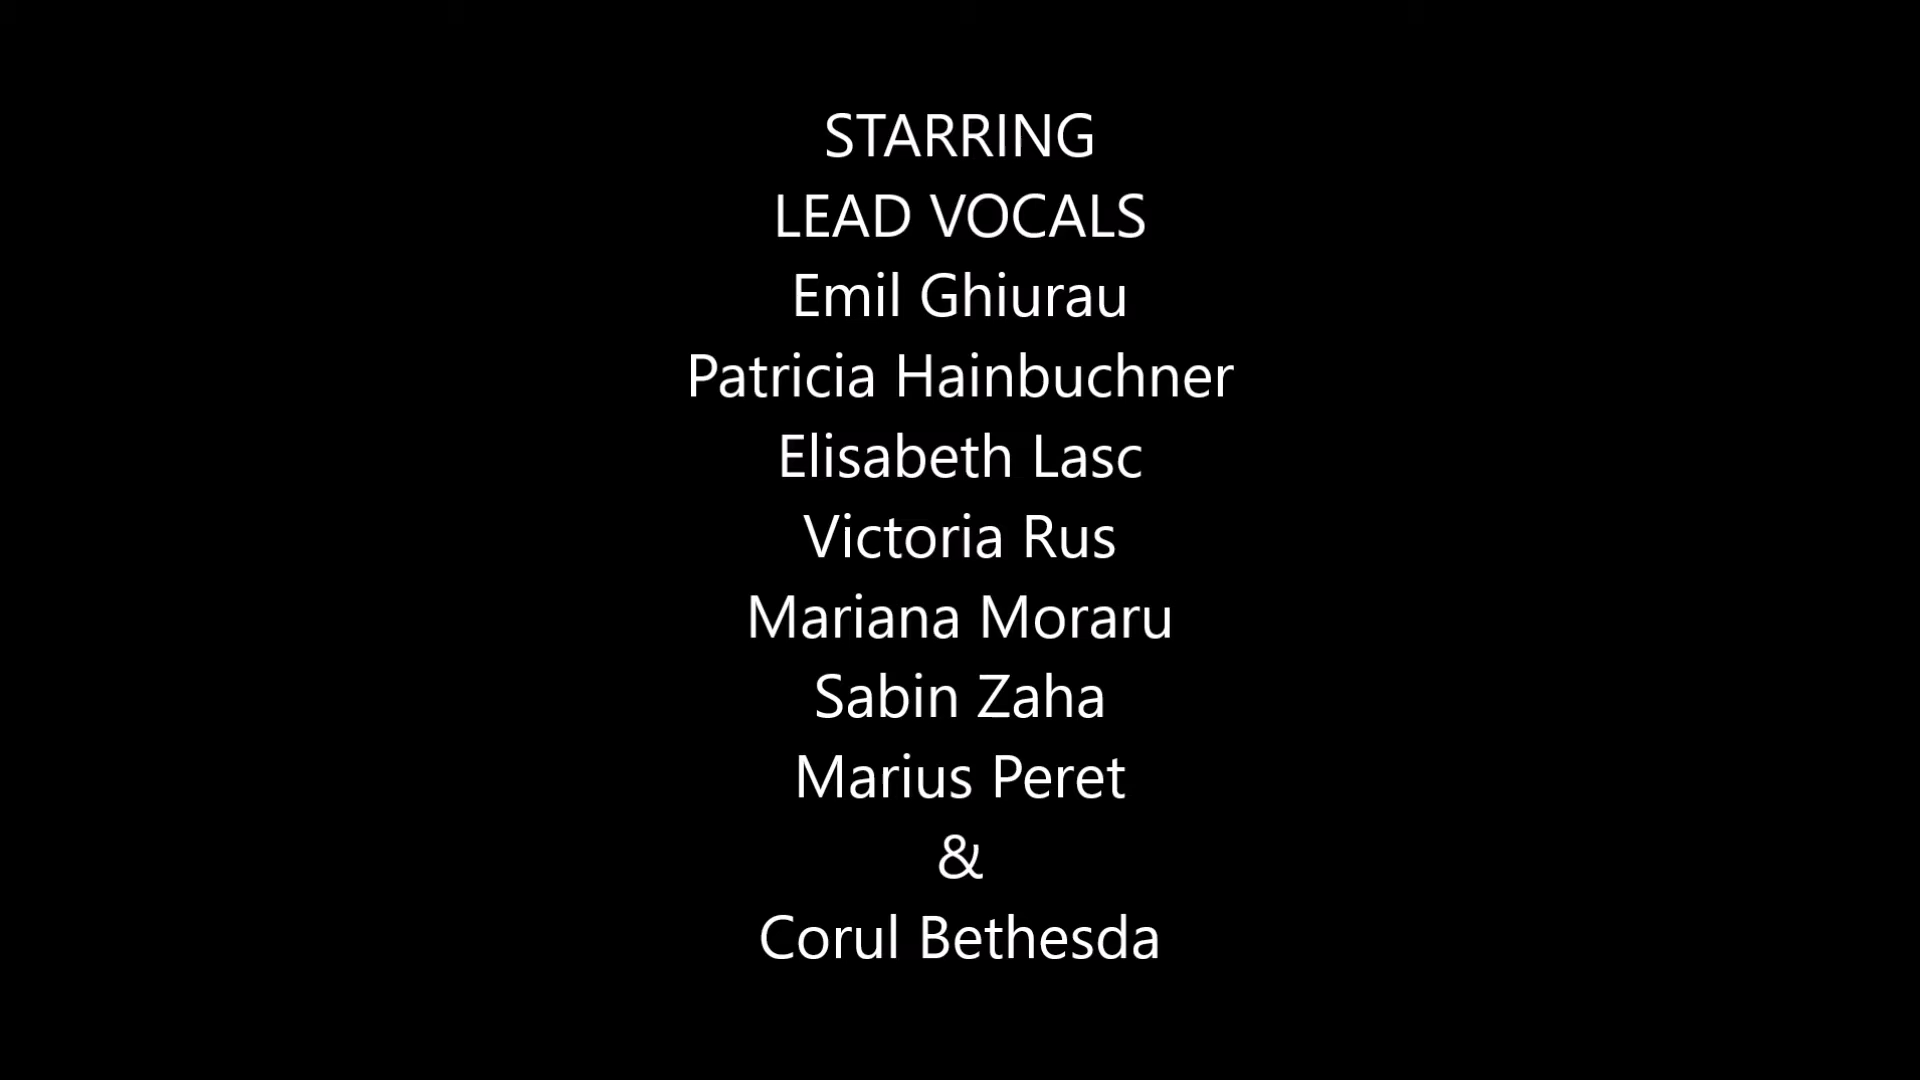 STARRING
LEAD VOCALS
Emil Ghiurau
Patricia Hainbuchner
Elisabeth Lasc
Victoria Rus
Mariana Moraru
Sabin Zaha
Marius Peret
&
Corul Bethesda